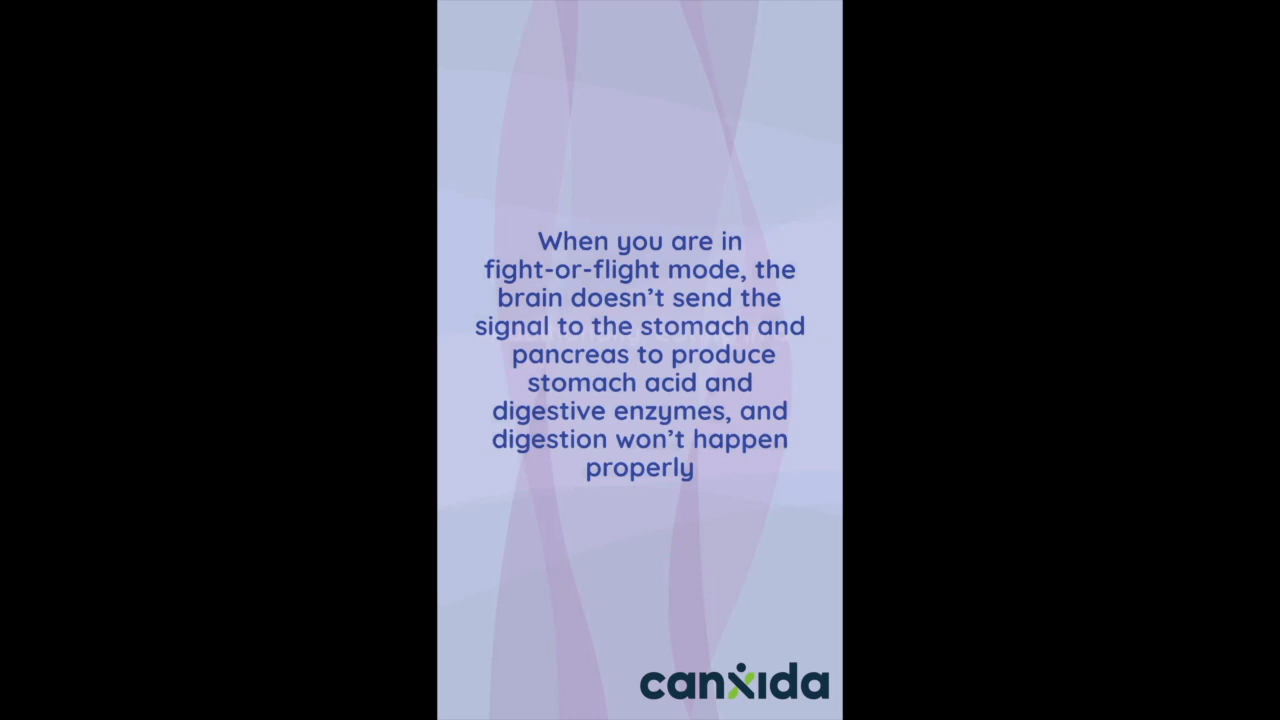 When you are in
fight-or-flight mode, the
brain doesn't send the
signal to the stomach and
pancreas to produce
stomach acid and
digestive enzymes, and
digestion won't happen
properly
canxida